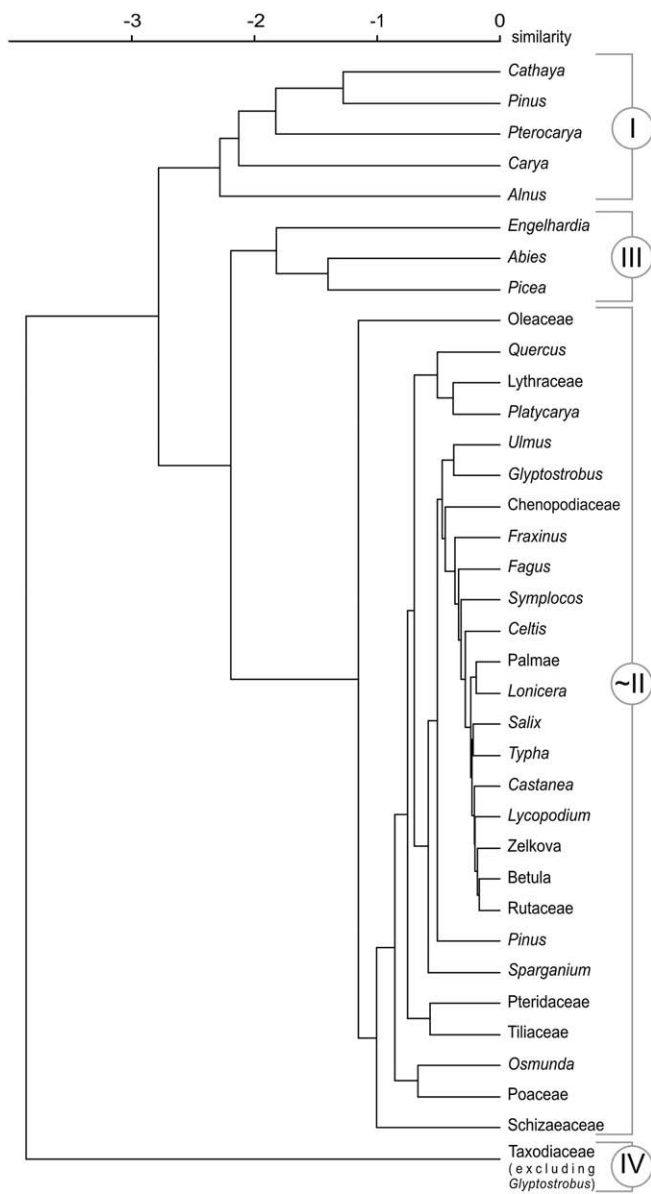 -3 -2 -1 0
similarity
Cathaya
Pinus
Pterocarya
Carya
Alnus
I
Engelhardia
Abies
Picea
III
Oleaceae
Quercus
Lythraceae
Platycarya
Ulmus
Glyptostrobus
Chenopodiaceae
Fraxinus
Fagus
Symplocos
Celtis
Palmae
Lonicera
Salix
Typha
Castanea
Lycopodium
Zelkova
Betula
Rutaceae
Pinus
Sparganium
Pteridaceae
Tiliaceae
Osmunda
Poaceae
Schizaeaceae
~II
Taxodiaceae
(excluding
Glyptostrobus)
IV